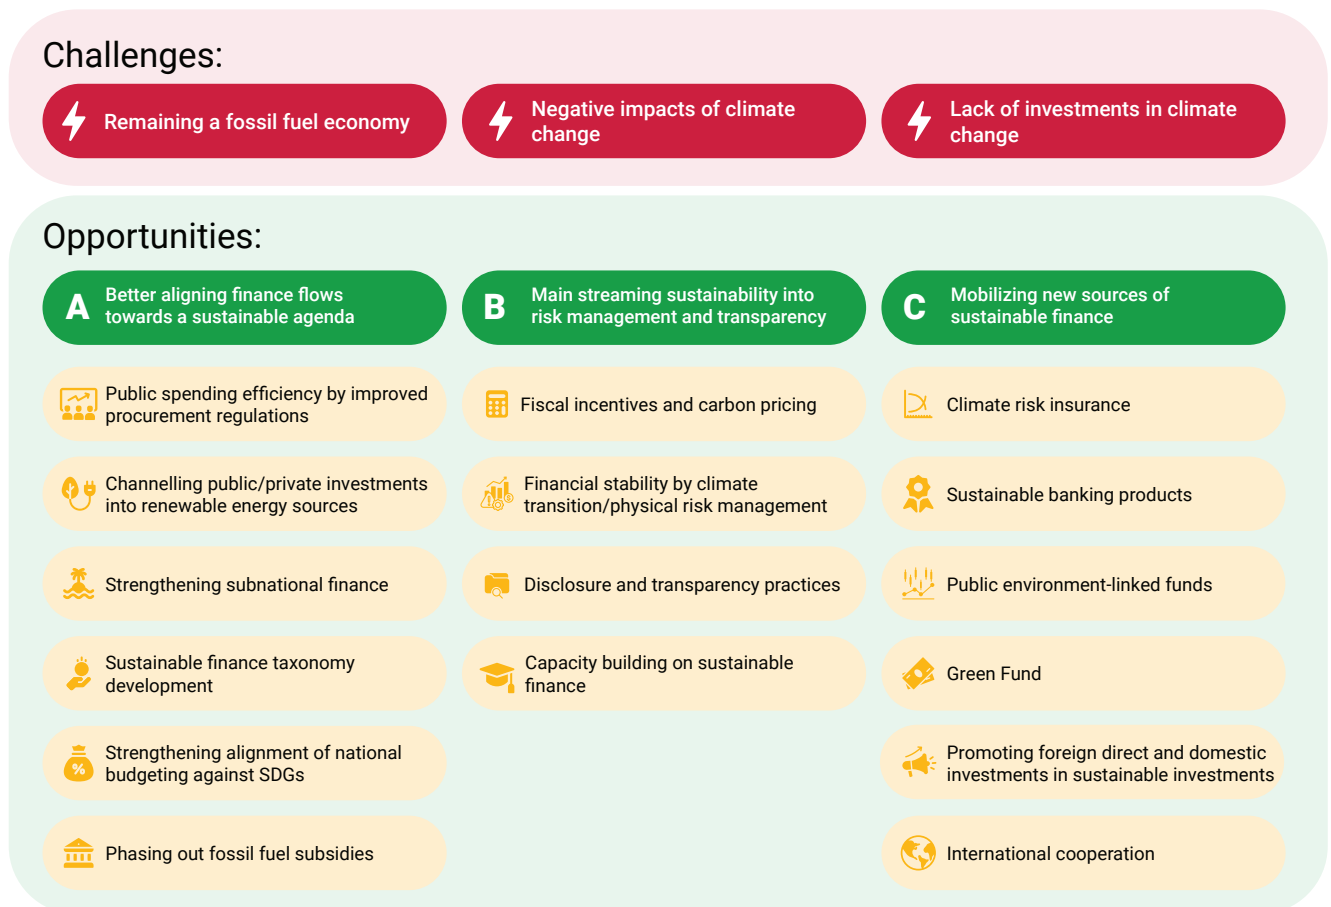 Challenges:
Remaining a fossil fuel economy
Negative impacts of climate
change
Lack of investments in climate
change
Opportunities:
A
Better aligning finance flows
towards a sustainable agenda
Public spending efficiency by improved
procurement regulations
Channelling public/private investments
into renewable energy sources
Strengthening subnational finance
Sustainable finance taxonomy
development
%
Strengthening alignment of national
budgeting against SDGs
Phasing out fossil fuel subsidies
B
Main streaming sustainability into
risk management and transparency
Fiscal incentives and carbon pricing
Financial stability by climate
transition/physical risk management
Disclosure and transparency practices
Capacity building on sustainable
finance
C
Mobilizing new sources of
sustainable finance
Climate risk insurance
Sustainable banking products
Public environment-linked funds
Green Fund
Promoting foreign direct and domestic
investments in sustainable investments
International cooperation